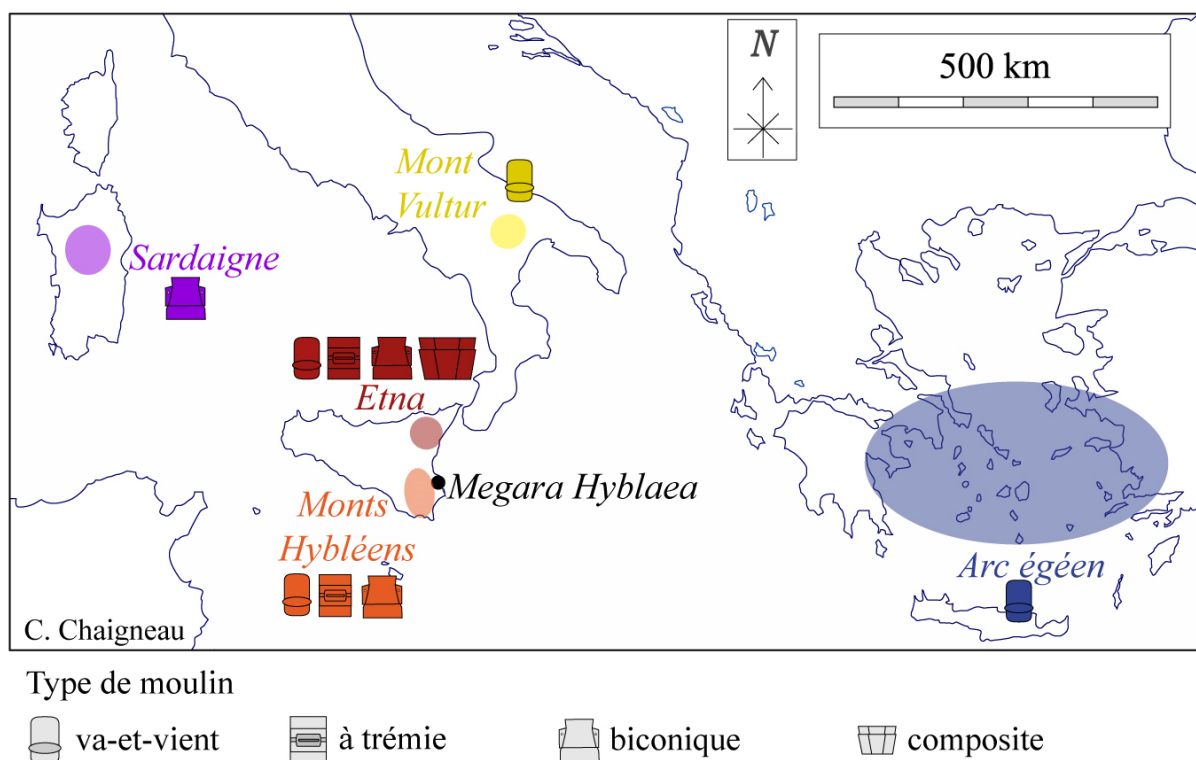 N
500 km
Mont
Vultur
Sardaigne
Etna
Megara Hyblaea
Monts
Hybléens
Arc égéen
C. Chaigneau
Type de moulin
va-et-vient
à trémie
biconique
composite